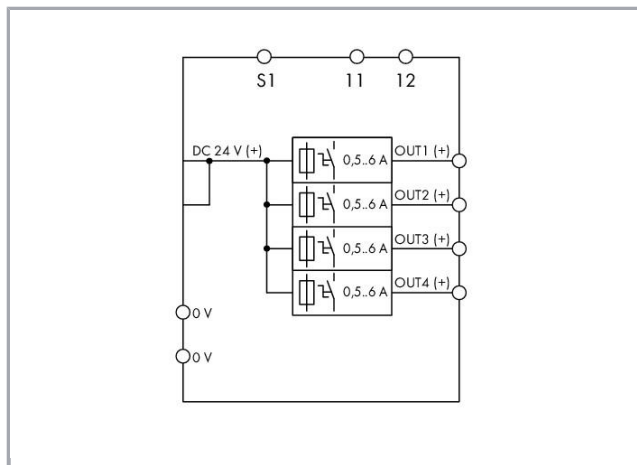 S1 11 12
DC 24 V (+)
0,5..6 A OUT1 (+)
0,5..6 A OUT2 (+)
0,5..6 A OUT3 (+)
0,5..6 A OUT4 (+)
0 V
0 V